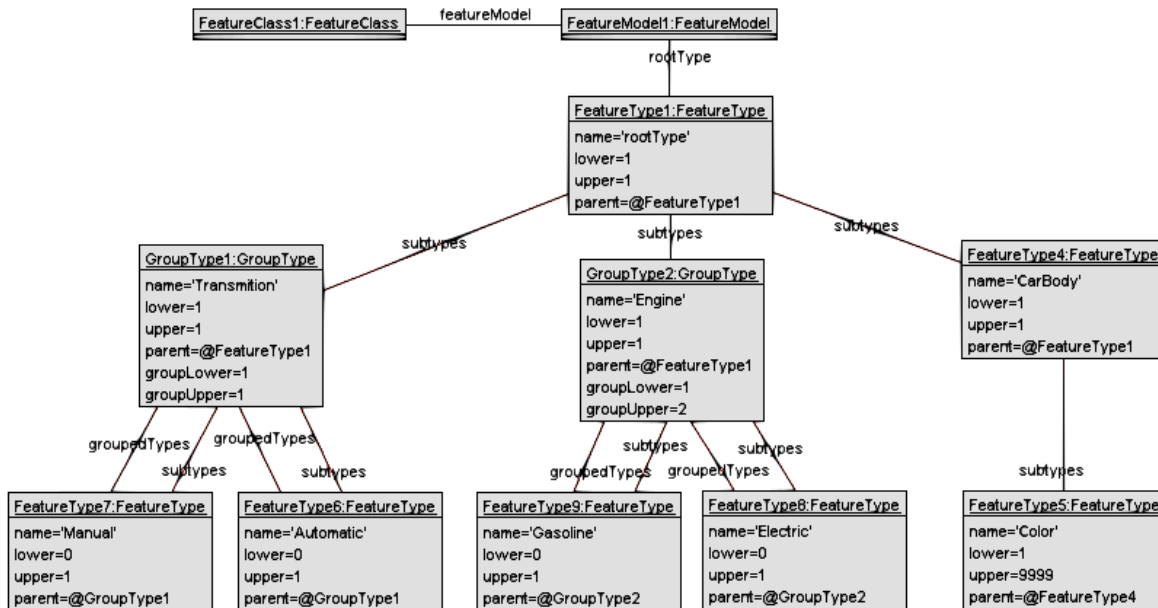 FeatureClass1:FeatureClass
featureModel
FeatureModel1:FeatureModel
rootType
FeatureType1:FeatureType
name='rootType'
lower=1
upper=1
parent=@FeatureType1
subtypes
subtypes
subtypes
GroupType1:GroupType
name='Transmition'
lower=1
upper=1
parent=@FeatureType1
groupLower=1
groupUpper=1
GroupType2:GroupType
name='Engine'
lower=1
upper=1
parent=@FeatureType1
groupLower=1
groupUpper=2
FeatureType4:FeatureType
name='CarBody'
lower=1
upper=1
parent=@FeatureType1
groupedTypes
subtypes
groupedTypes
subtypes
groupedTypes
subtypes
groupedTypes
subtypes
subtypes
FeatureType7:FeatureType
name='Manual'
lower=0
upper=1
parent=@GroupType1
FeatureType6:FeatureType
name='Automatic'
lower=0
upper=1
parent=@GroupType1
FeatureType9:FeatureType
name='Gasoline'
lower=0
upper=1
parent=@GroupType2
FeatureType8:FeatureType
name='Electric'
lower=0
upper=1
parent=@GroupType2
FeatureType5:FeatureType
name='Color'
lower=1
upper=9999
parent=@FeatureType4